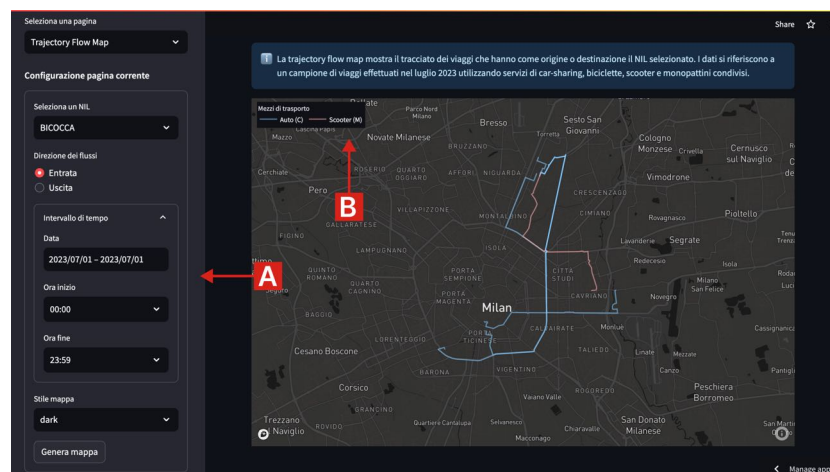 Seleziona una pagina
Trajectory Flow Map
Configurazione pagina corrente
Seleziona un NIL
BICOCCA
Direzione dei flussi
Entrata
Uscita
Intervallo di tempo
Data
2023/07/01 – 2023/07/01
Ora inizio
00:00
Ora fine
23:59
Stile mappa
dark
Genera mappa
Share
La trajectory flow map mostra il tracciato dei viaggi che hanno come origine o destinazione il NIL selezionato. I dati si riferiscono a
un campione di viaggi effettuati nel luglio 2023 utilizzando servizi di car-sharing, biciclette, scooter e monopattini condivisi.
Mezzi di trasporto
Auto (C) Scooter (M)
A
B
Parco Nord
Milano
Bresso
Sesto San
Giovanni
Torretta
Cologno
Monzese
Crivella
Cernusco
sul Naviglio
Mazzo
Novate Milanese
BRUZZANO
Cerchiate
ROSERIO
QUARTO
OGGIARO
AFFORI
NIGUARDA
Vimodrone
Pero
CRESCENZAGO
VILLAPIZZONE
CIMIANO
Rovagnasco
Pioltello
GALLARATESE
FIGINO
LAMPUGNANO
ISOLA
Lavanderie
Segrate
Redecesio
Isola
QUINTO
ROMANO
QUARTO
CAGNINO
PORTA
SEMPIONE
CITTÀ
STUDI
Milano
San Felice
PORTA
MAGENTA
CAVRIANO
Novegro
BAGGIO
Milan
CALVAIRATE
Monluè
LORENTEGGIO
PORTA
TICINESE
Cesano Boscone
TALIEDO
Linate
Mezzate
BARONA
VIGENTINO
Canzo
Corsico
ROGOREDO
Peschiera
Borromeo
Vaiano Valle
GRANCINO
Trezzano
Naviglio
ROVIDO
Quartiere Cantalupa
Selvanesco
Chiaravalle
San Donato
Milanese
Macconago
Manage app